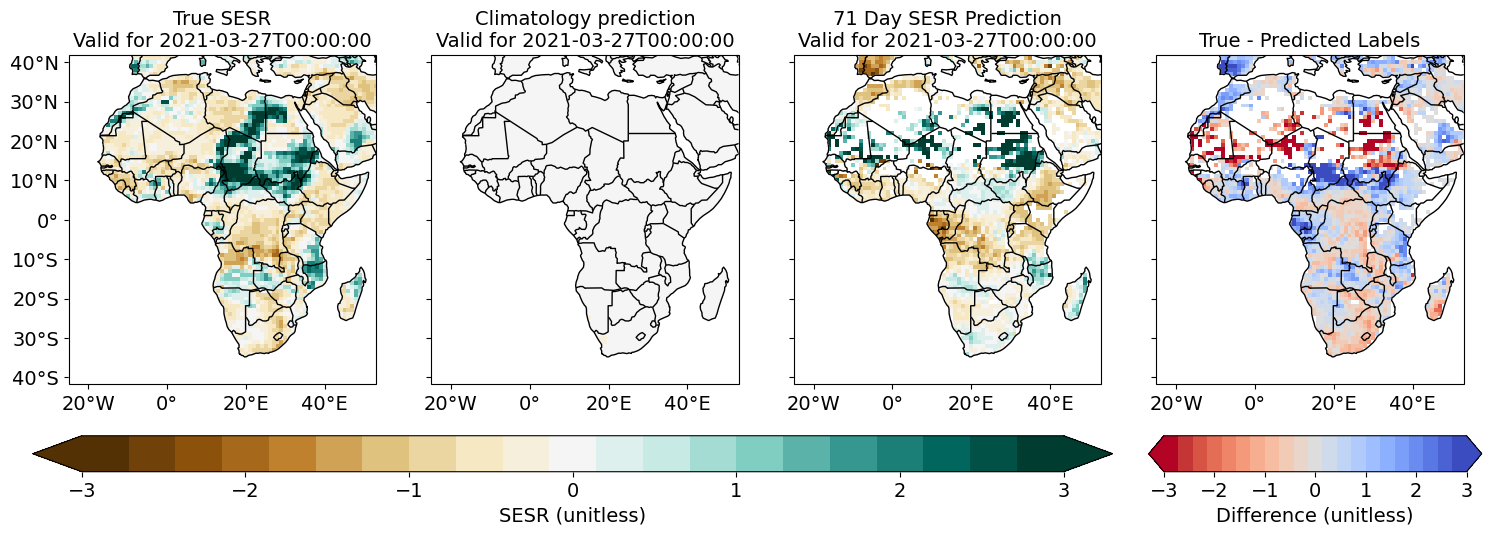 True SESR
Valid for 2021-03-27T00:00:00
Climatology prediction
Valid for 2021-03-27T00:00:00
71 Day SESR Prediction
Valid for 2021-03-27T00:00:00
True - Predicted Labels
40°N
30°N
20°N
10°N
0°
10°S
20°S
30°S
40°S
20°W 0° 20°E 40°E
20°W 0° 20°E 40°E
20°W 0° 20°E 40°E
20°W 0° 20°E 40°E
−3 −2 −1 0 1 2 3
SESR (unitless)
−3 −2 −1 0 1 2 3
Difference (unitless)